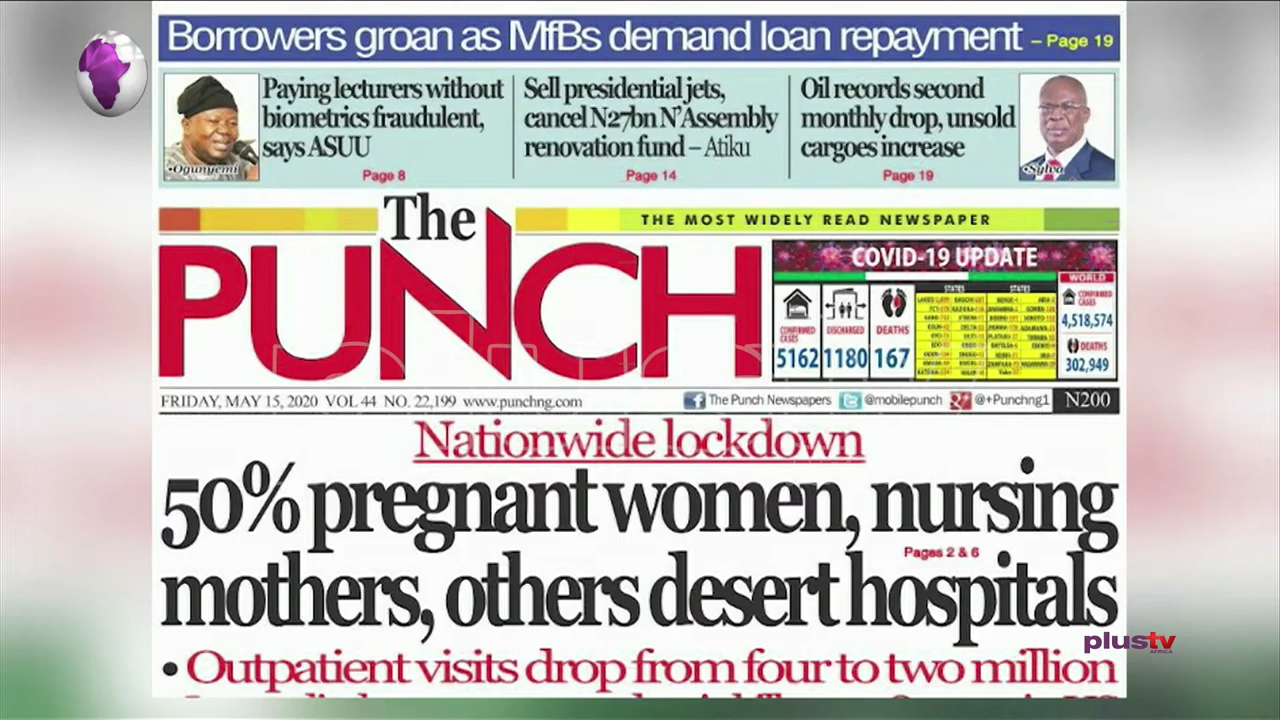 Borrowers groan as MfBs demand loan repayment – Page 19
Paying lecturers without
biometrics fraudulent,
says ASUU
Page 8
•Ogunyemi
Sell presidential jets,
cancel N27bn N'Assembly
renovation fund – Atiku
Page 14
Oil records second
monthly drop, unsold
cargoes increase
Page 19
•Sylva
The
PUNCH
THE MOST WIDELY READ NEWSPAPER
COVID-19 UPDATE
CONFIRMED
CASES
5162
DISCHARGED
1180
DEATHS
167
STATES
STATES
WORLD
CONFIRMED
CASES
4,518,574
DEATHS
302,949
FRIDAY, MAY 15, 2020 VOL 44 NO. 22,199 www.punchng.com
The Punch Newspapers @mobilepunch @+Punchng1 N200
Nationwide lockdown
50% pregnant women, nursing
Pages 2 & 6
mothers, others desert hospitals
• Outpatient visits drop from four to two million
plustv
AFRICA